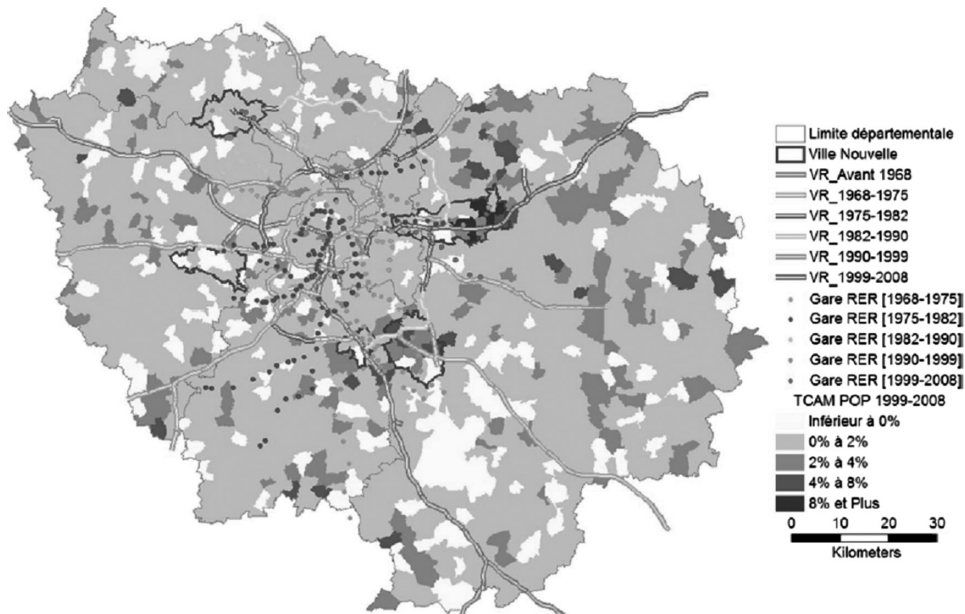 Limite départementale
Ville Nouvelle
VR_Avant 1968
VR_1968-1975
VR_1975-1982
VR_1982-1990
VR_1990-1999
VR_1999-2008
Gare RER [1968-1975]
Gare RER [1975-1982]
Gare RER [1982-1990]
Gare RER [1990-1999]
Gare RER [1999-2008]
TCAM POP 1999-2008
Inférieur à 0%
0% à 2%
2% à 4%
4% à 8%
8% et Plus
0 10 20 30
Kilometers